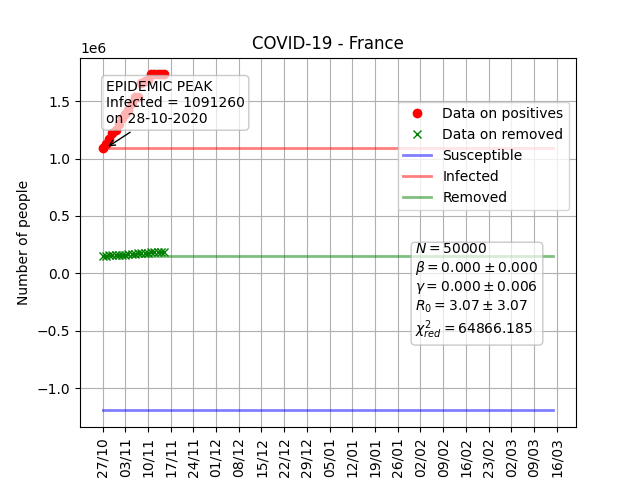 COVID-19 - France
1e6
1.5
1.0
0.5
0.0
−0.5
−1.0
Number of people
EPIDEMIC PEAK
Infected = 1091260
on 28-10-2020
Data on positives
Data on removed
Susceptible
Infected
Removed
N = 50000
β = 0.000 ± 0.000
γ = 0.000 ± 0.006
R₀ = 3.07 ± 3.07
χ²red = 64866.185
27/10
03/11
10/11
17/11
24/11
01/12
08/12
15/12
22/12
29/12
05/01
12/01
19/01
26/01
02/02
09/02
16/02
23/02
02/03
09/03
16/03